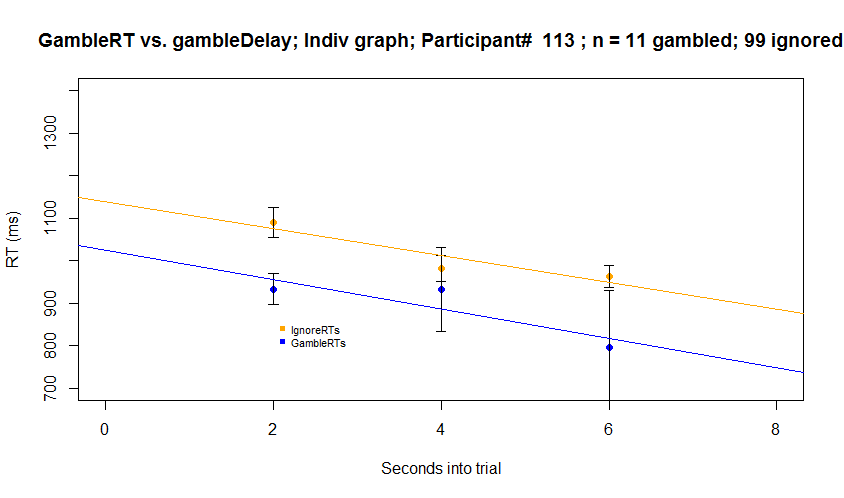 GambleRT vs. gambleDelay; Indiv graph; Participant#  113 ; n = 11 gambled; 99 ignored
RT (ms)
1300
1100
900
800
700
IgnoreRTs
GambleRTs
0 2 4 6 8
Seconds into trial